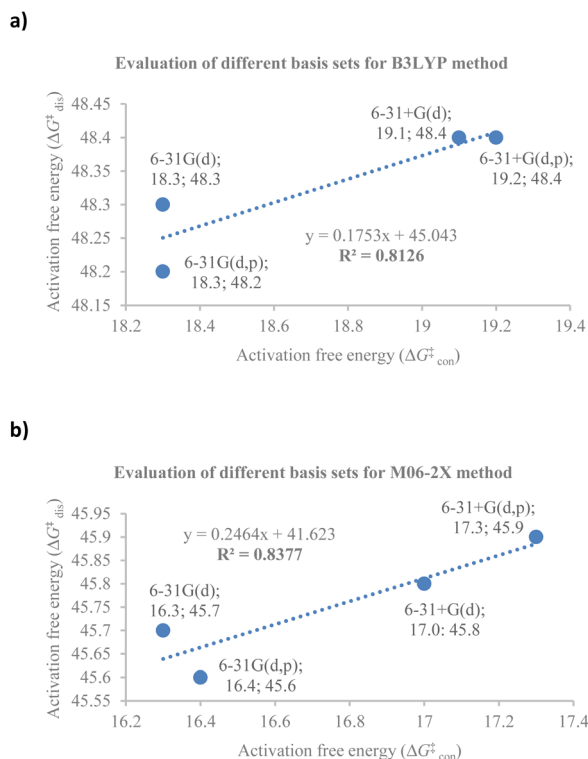 a)
Evaluation of different basis sets for B3LYP method
Activation free energy (ΔG‡dis)
48.45
48.4
48.35
48.3
48.25
48.2
48.15
6-31G(d);
18.3; 48.3
6-31G(d,p);
18.3; 48.2
6-31+G(d);
19.1; 48.4
6-31+G(d,p);
19.2; 48.4
y = 0.1753x + 45.043
R² = 0.8126
18.2 18.4 18.6 18.8 19 19.2 19.4
Activation free energy (ΔG‡con)
b)
Evaluation of different basis sets for M06-2X method
Activation free energy (ΔG‡dis)
45.95
45.9
45.85
45.8
45.75
45.7
45.65
45.6
45.55
y = 0.2464x + 41.623
R² = 0.8377
6-31G(d);
16.3; 45.7
6-31G(d,p);
16.4; 45.6
6-31+G(d,p);
17.3; 45.9
6-31+G(d);
17.0: 45.8
16.2 16.4 16.6 16.8 17 17.2 17.4
Activation free energy (ΔG‡con)